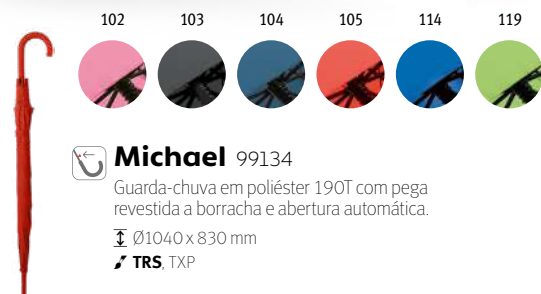 102 103 104 105 114 119
Michael 99134
Guarda-chuva em poliéster 190T com pega
revestida a borracha e abertura automática.
Ø1040 x 830 mm
TRS, TXP